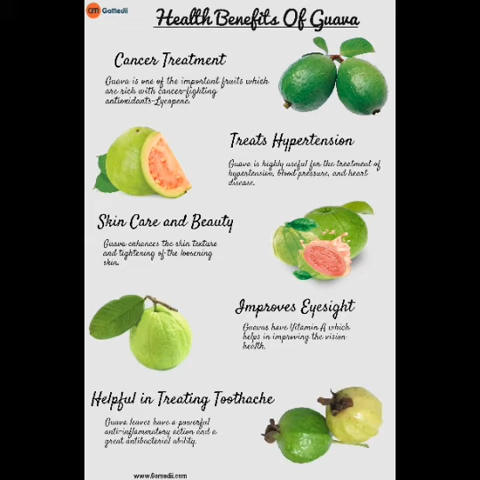 GoMedii
Health Benefits Of Guava
Cancer Treatment
Guava is one of the important fruits which
are rich with cancer-fighting
antioxidants-Lycopene.
Treats Hypertension
Guava is highly useful for the treatment of
hypertension, blood pressure, and heart
disease.
Skin Care and Beauty
Guava enhances the skin texture
and tightening of the loosening
skin.
Improves Eyesight
Guavas have Vitamin A which
helps in improving the vision
health.
Helpful in Treating Toothache
Guava leaves have a powerful
anti-inflammatory action and a
great antibacterial ability.
www.Gomedii.com